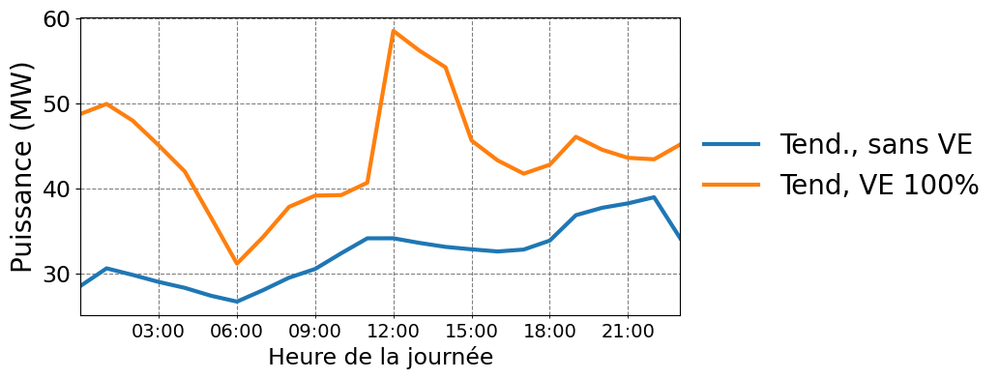 60
50
40
30
Puissance (MW)
03:00 06:00 09:00 12:00 15:00 18:00 21:00
Heure de la journée
Tend., sans VE
Tend, VE 100%